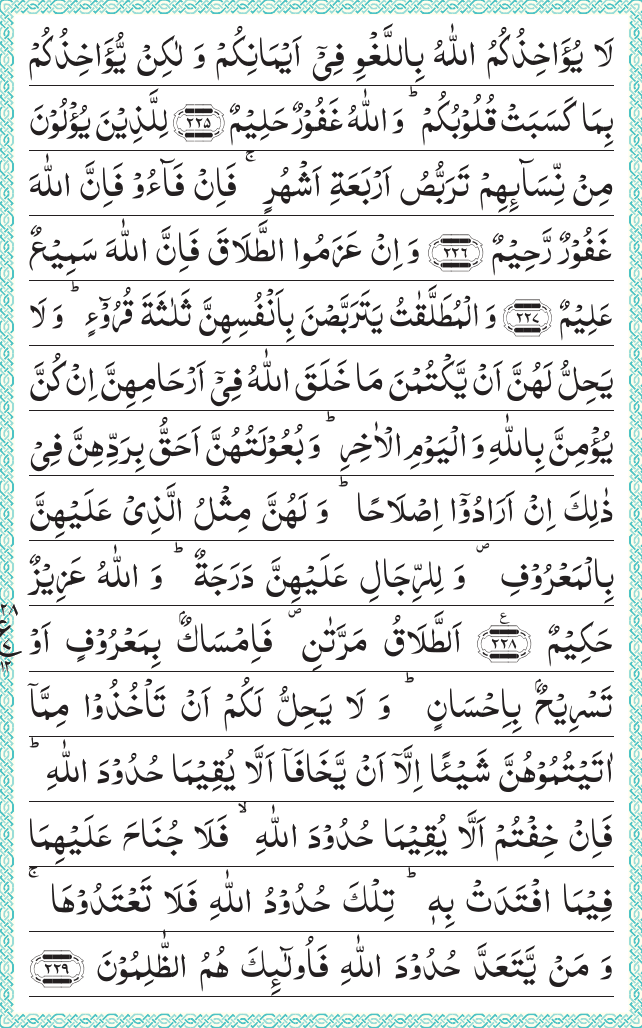 لَا يُؤَاخِذُكُمُ اللّٰهُ بِاللَّغْوِ فِىْٓ اَيْمَانِكُمْ وَ لٰكِنْ يُّؤَاخِذُكُمْ
بِمَا كَسَبَتْ قُلُوْبُكُمْ ؕ وَ اللّٰهُ غَفُوْرٌ حَلِيْمٌ ﴿۲۲۵﴾ لِلَّذِيْنَ يُؤْلُوْنَ
مِنْ نِّسَآىِٕهِمْ تَرَبُّصُ اَرْبَعَةِ اَشْهُرٍ ۚ فَاِنْ فَآءُوْ فَاِنَّ اللّٰهَ
غَفُوْرٌ رَّحِيْمٌ ﴿۲۲۶﴾ وَ اِنْ عَزَمُوا الطَّلَاقَ فَاِنَّ اللّٰهَ سَمِيْعٌ
عَلِيْمٌ ﴿۲۲۷﴾ وَ الْمُطَلَّقٰتُ يَتَرَبَّصْنَ بِاَنْفُسِهِنَّ ثَلٰثَةَ قُرُوْٓءٍ ؕ وَ لَا
يَحِلُّ لَهُنَّ اَنْ يَّكْتُمْنَ مَا خَلَقَ اللّٰهُ فِىْٓ اَرْحَامِهِنَّ اِنْ كُنَّ
يُؤْمِنَّ بِاللّٰهِ وَ الْيَوْمِ الْاٰخِرِ ؕ وَ بُعُوْلَتُهُنَّ اَحَقُّ بِرَدِّهِنَّ فِىْ
ذٰلِكَ اِنْ اَرَادُوْٓا اِصْلَاحًا ؕ وَ لَهُنَّ مِثْلُ الَّذِىْ عَلَيْهِنَّ
بِالْمَعْرُوْفِ ۪ وَ لِلرِّجَالِ عَلَيْهِنَّ دَرَجَةٌ ؕ وَ اللّٰهُ عَزِيْزٌ
حَكِيْمٌ ﴿۲۲۸﴾ ع اَلطَّلَاقُ مَرَّتٰنِ ۪ فَاِمْسَاكٌۢ بِمَعْرُوْفٍ اَوْ
تَسْرِيْحٌۢ بِاِحْسَانٍ ؕ وَ لَا يَحِلُّ لَكُمْ اَنْ تَاْخُذُوْا مِمَّاۤ
اٰتَيْتُمُوْهُنَّ شَيْـًٔا اِلَّاۤ اَنْ يَّخَافَاۤ اَلَّا يُقِيْمَا حُدُوْدَ اللّٰهِ ؕ
فَاِنْ خِفْتُمْ اَلَّا يُقِيْمَا حُدُوْدَ اللّٰهِ ۙ فَلَا جُنَاحَ عَلَيْهِمَا
فِيْمَا افْتَدَتْ بِهٖ ؕ تِلْكَ حُدُوْدُ اللّٰهِ فَلَا تَعْتَدُوْهَا ۚ
وَ مَنْ يَّتَعَدَّ حُدُوْدَ اللّٰهِ فَاُولٰٓىِٕكَ هُمُ الظّٰلِمُوْنَ ﴿۲۲۹﴾